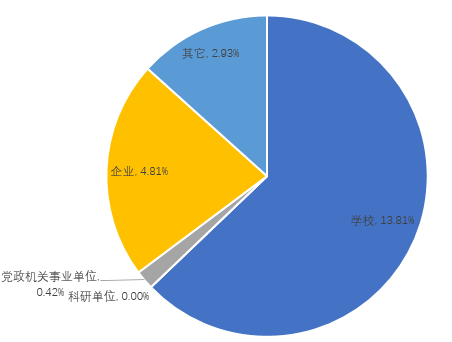 其它, 2.93%
企业, 4.81%
学校, 13.81%
党政机关事业单位,
0.42%
科研单位, 0.00%